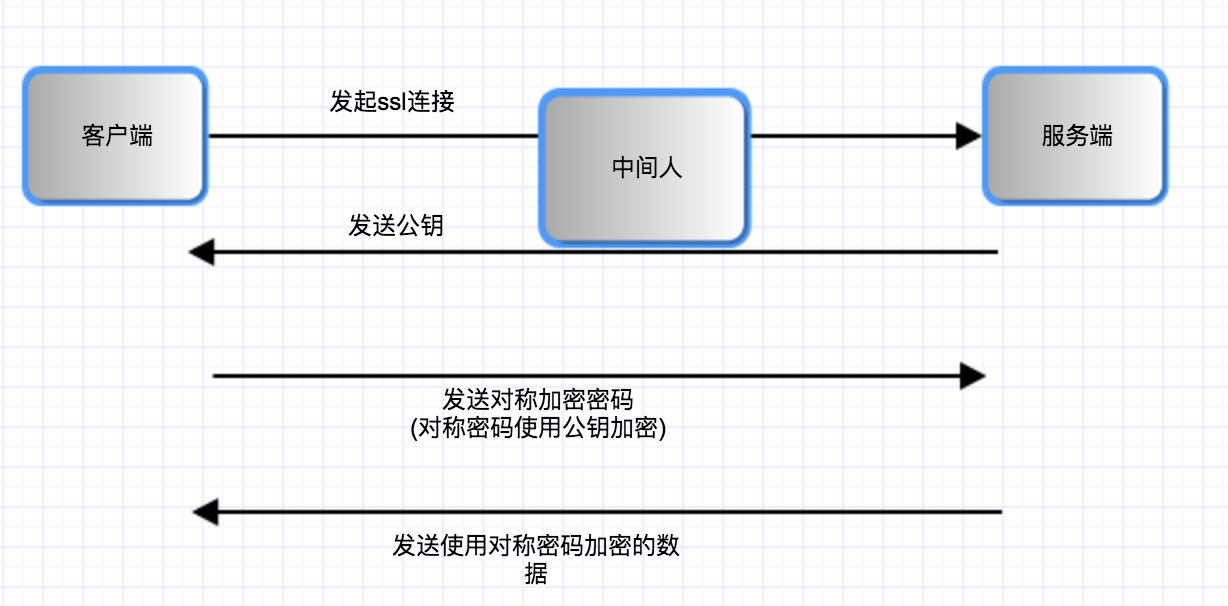 发起ssl连接
客户端
中间人
服务端
发送公钥
发送对称加密密码
(对称密码使用公钥加密)
发送使用对称密码加密的数
据